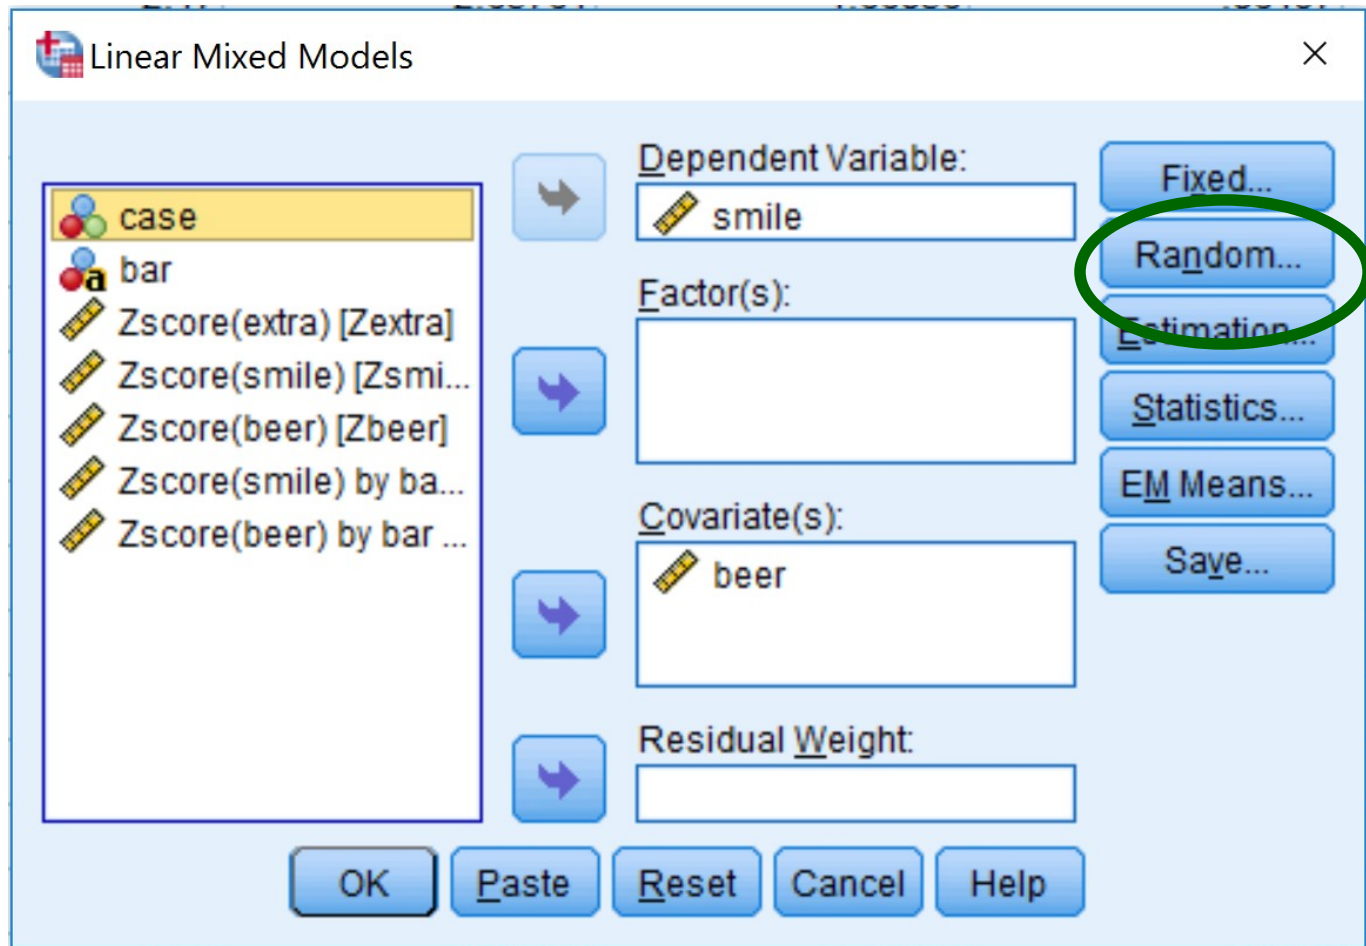 Linear Mixed Models
case
bar
Zscore(extra) [Zextra]
Zscore(smile) [Zsmi...
Zscore(beer) [Zbeer]
Zscore(smile) by ba...
Zscore(beer) by bar ...
Dependent Variable:
smile
Factor(s):
Covariate(s):
beer
Residual Weight:
Fixed...
Random...
Estimation...
Statistics...
EM Means...
Save...
OK
Paste
Reset
Cancel
Help